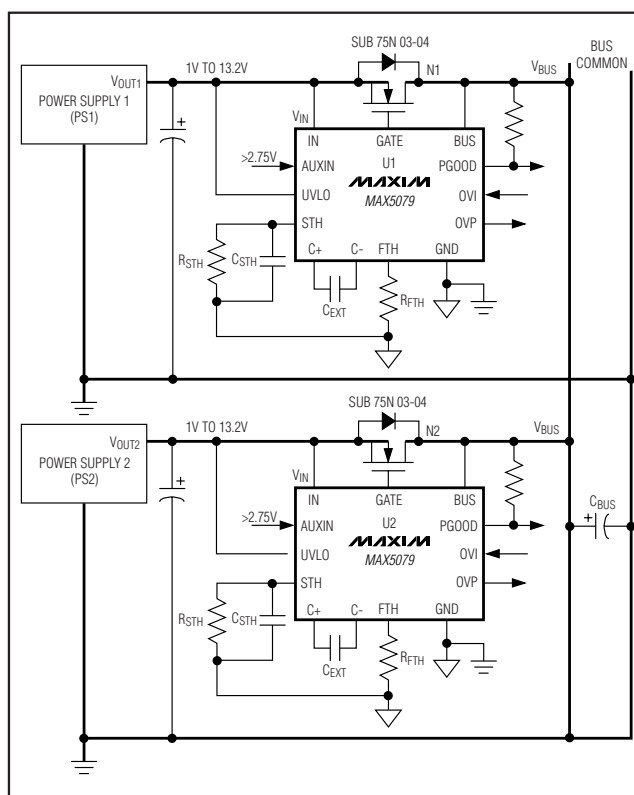 SUB 75N 03-04
BUS
COMMON
VOUT1
1V TO 13.2V
N1
VBUS
POWER SUPPLY 1
(PS1)
+
VIN
IN
GATE
BUS
>2.75V
AUXIN
U1
PGOOD
UVLO
MAXIM
OVI
MAX5079
STH
OVP
C+
C-
FTH
GND
RSTH
CSTH
CEXT
RFTH
SUB 75N 03-04
VOUT2
1V TO 13.2V
N2
VBUS
POWER SUPPLY 2
(PS2)
+
VIN
IN
GATE
BUS
CBUS
+
>2.75V
AUXIN
U2
PGOOD
UVLO
MAXIM
OVI
MAX5079
STH
OVP
C+
C-
FTH
GND
RSTH
CSTH
CEXT
RFTH